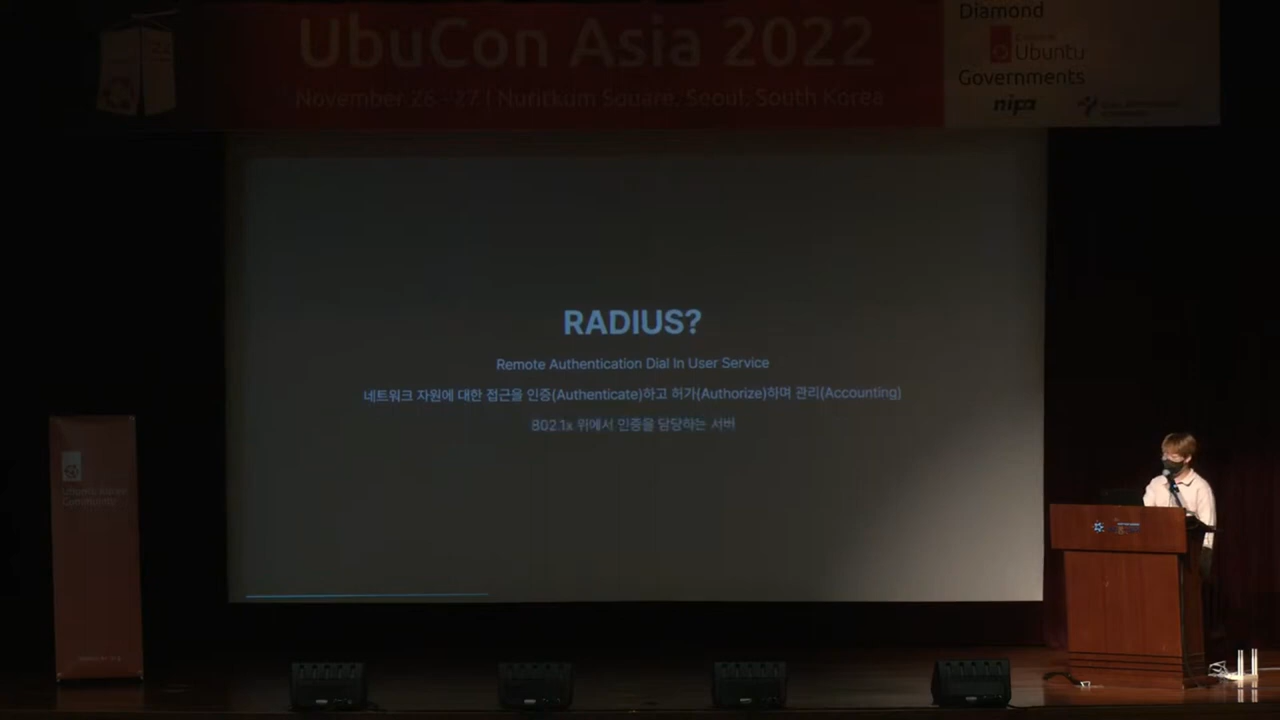 UbuCon Asia 2022
November 26 - 27 | Nuritkum Square, Seoul, South Korea
Diamond
Ubuntu
Governments
nipa
RADIUS?
Remote Authentication Dial In User Service
네트워크 자원에 대한 접근을 인증(Authenticate)하고 허가(Authorize)하며 관리(Accounting)
802.1x 위에서 인증을 담당하는 서버
Ubuntu Korea
Community